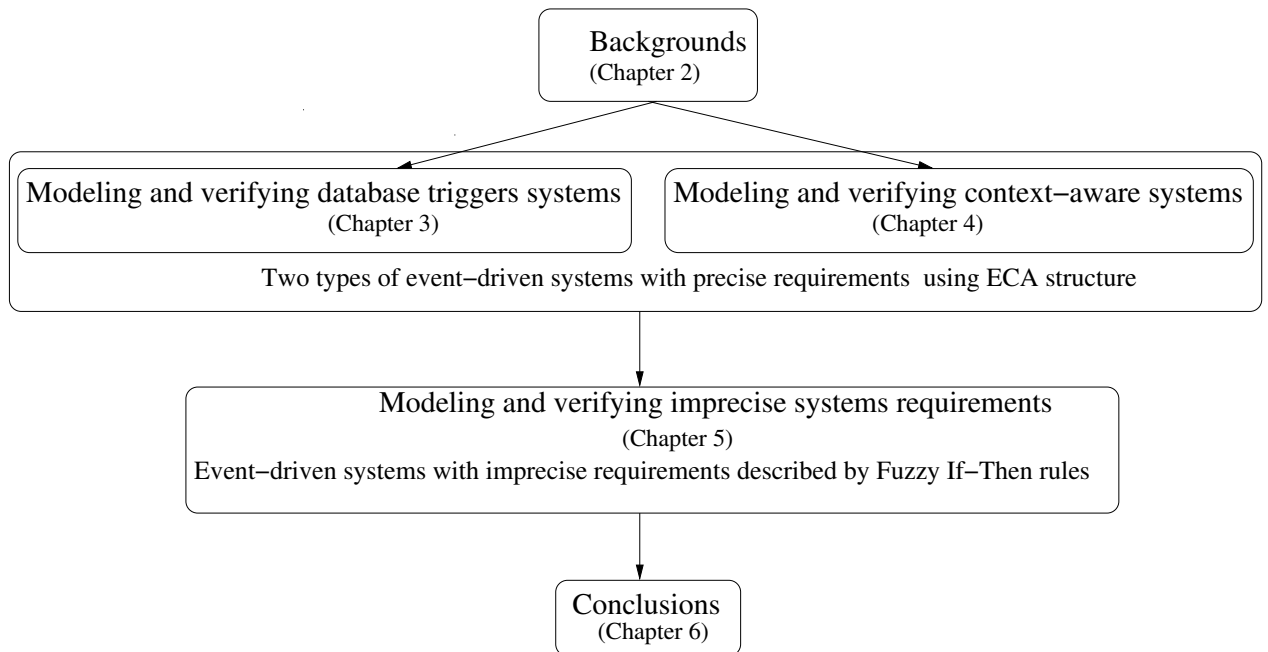 Backgrounds
(Chapter 2)
Modeling and verifying database triggers systems
(Chapter 3)
Modeling and verifying context−aware systems
(Chapter 4)
Two types of event−driven systems with precise requirements using ECA structure
Modeling and verifying imprecise systems requirements
(Chapter 5)
Event−driven systems with imprecise requirements described by Fuzzy If−Then rules
Conclusions
(Chapter 6)